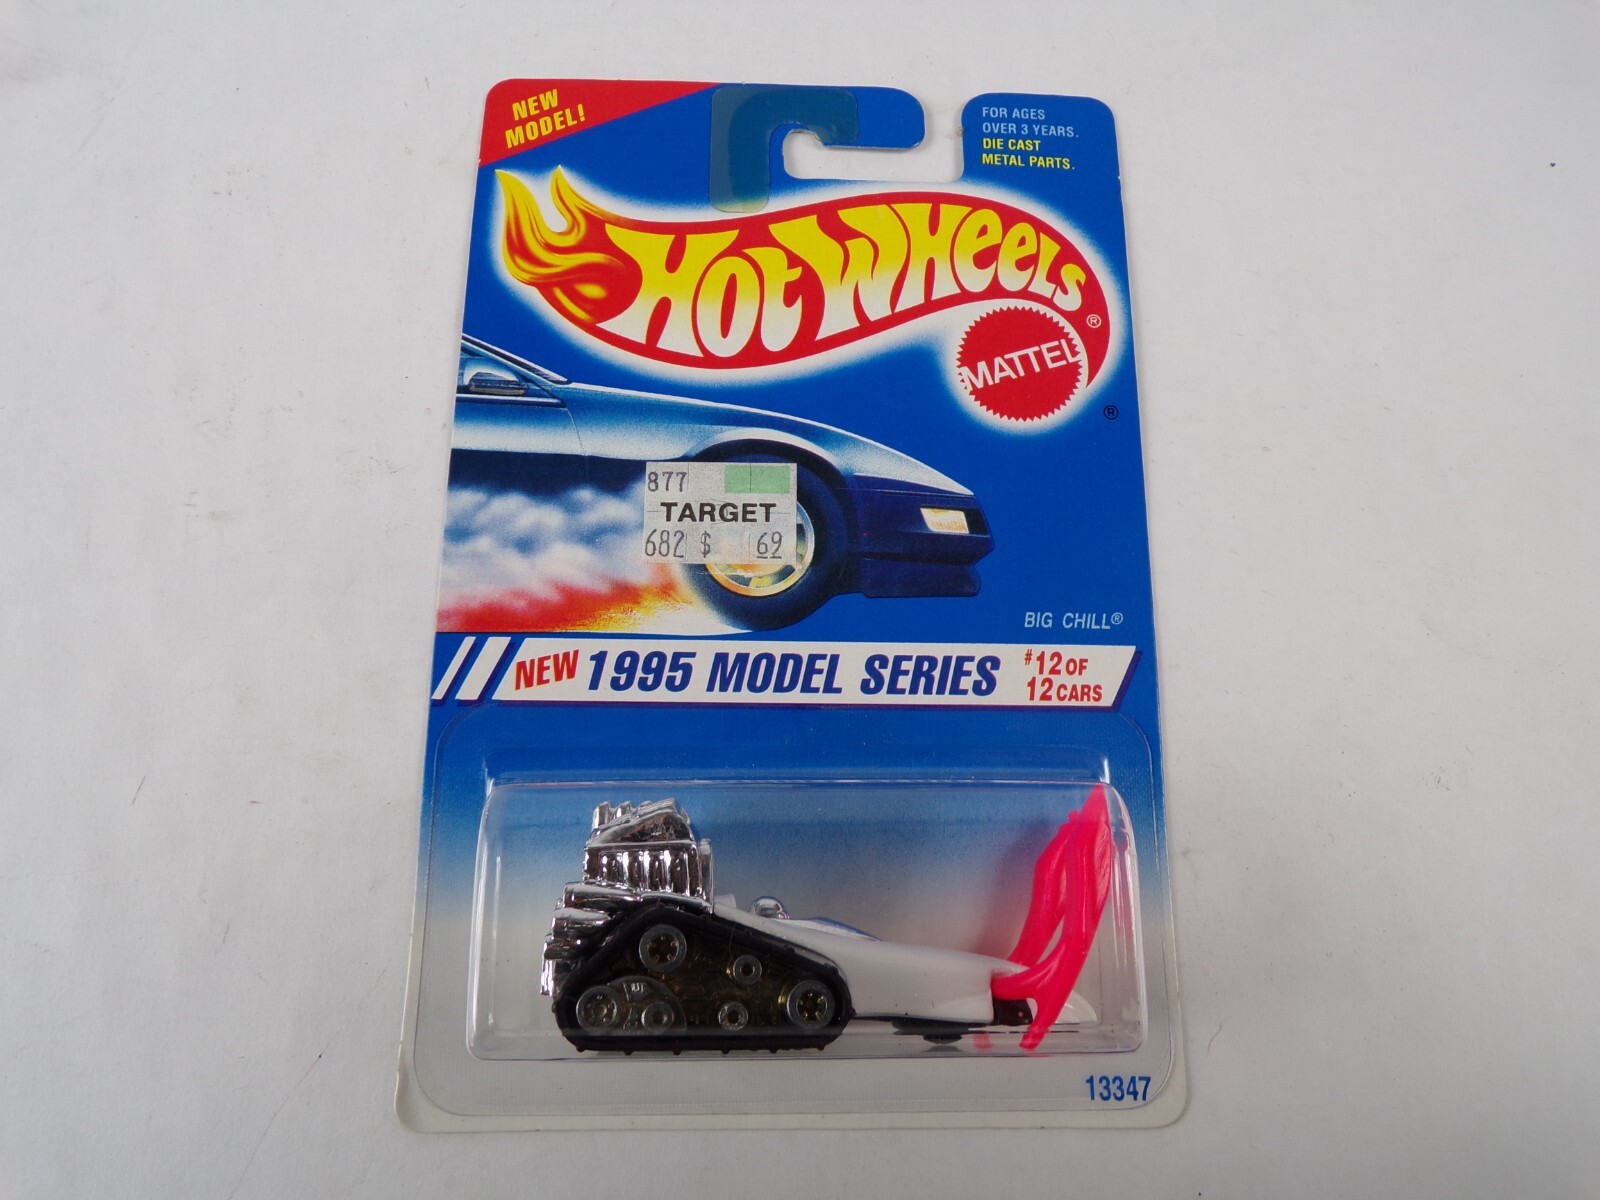 NEW
MODEL!
FOR AGES
OVER 3 YEARS.
DIE CAST
METAL PARTS.
HOT WHEELS ®
MATTEL
®
877
TARGET
682 $ 69
BIG CHILL®
NEW 1995 MODEL SERIES #12 OF
12 CARS
13347